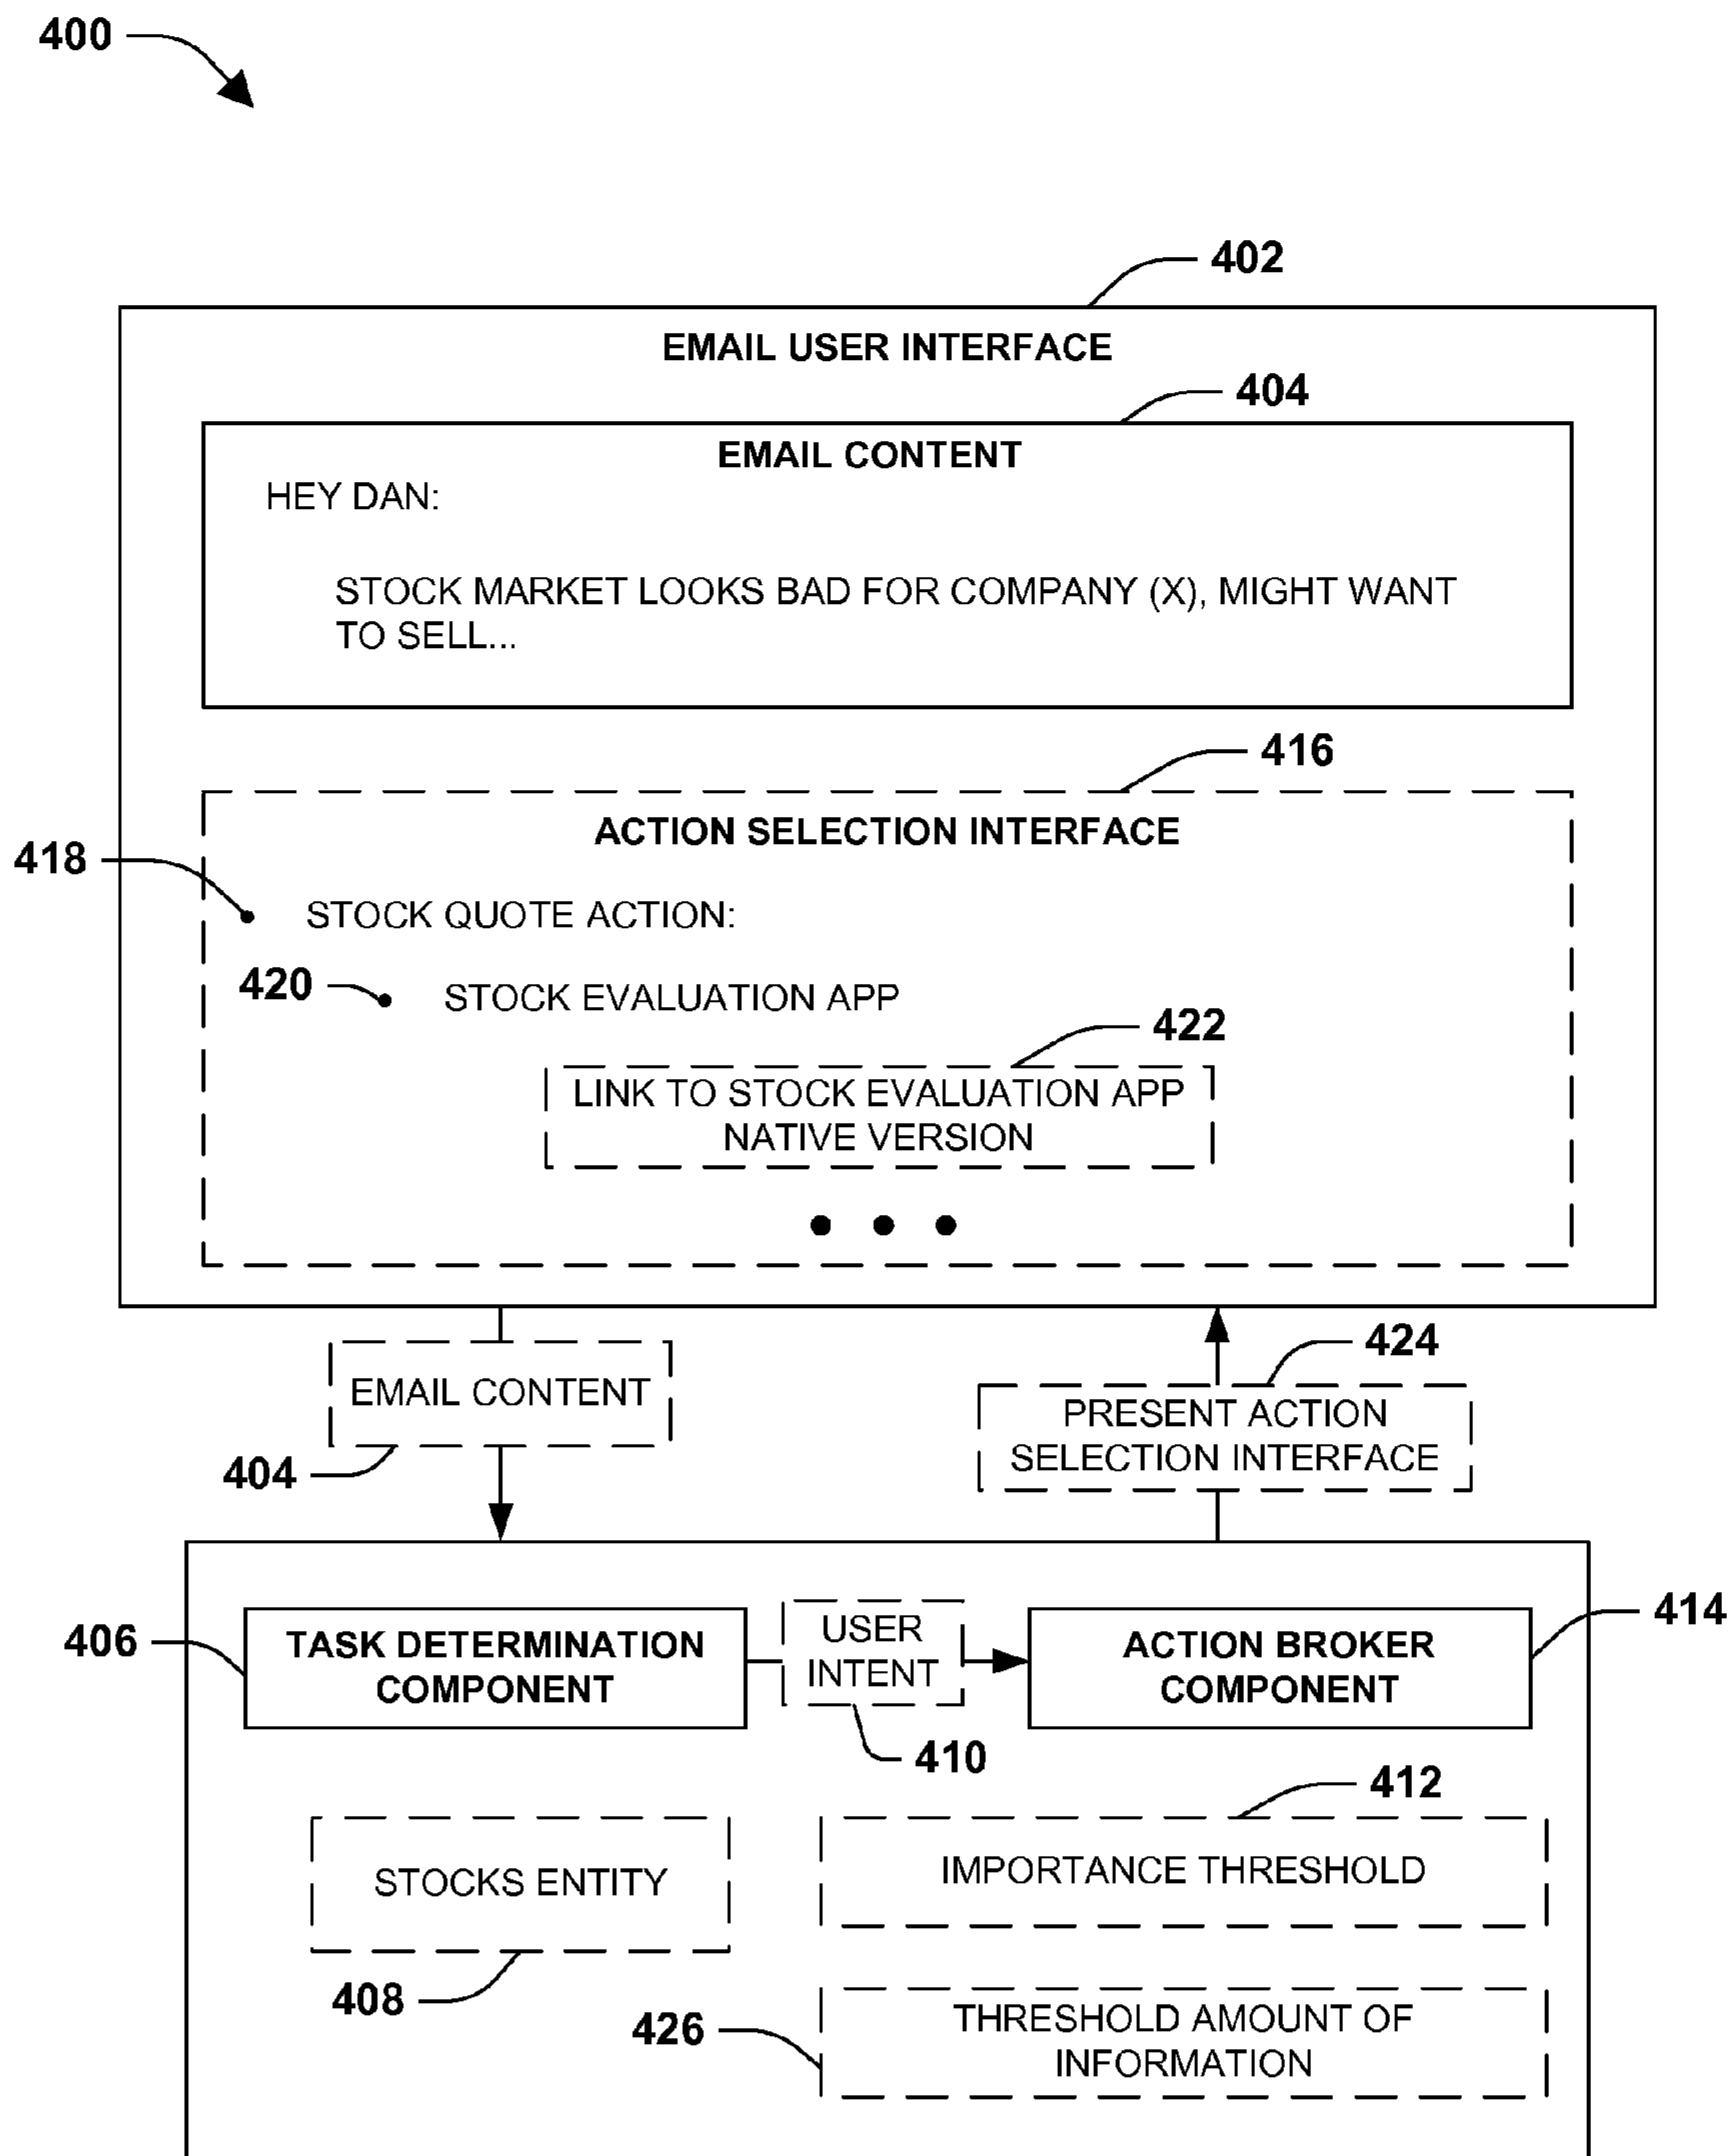 400
402
EMAIL USER INTERFACE
404
EMAIL CONTENT
HEY DAN:
STOCK MARKET LOOKS BAD FOR COMPANY (X), MIGHT WANT
TO SELL...
416
ACTION SELECTION INTERFACE
418
STOCK QUOTE ACTION:
420
STOCK EVALUATION APP
422
LINK TO STOCK EVALUATION APP
NATIVE VERSION
EMAIL CONTENT
404
424
PRESENT ACTION
SELECTION INTERFACE
406
TASK DETERMINATION
COMPONENT
USER
INTENT
410
ACTION BROKER
COMPONENT
414
STOCKS ENTITY
408
412
IMPORTANCE THRESHOLD
426
THRESHOLD AMOUNT OF
INFORMATION